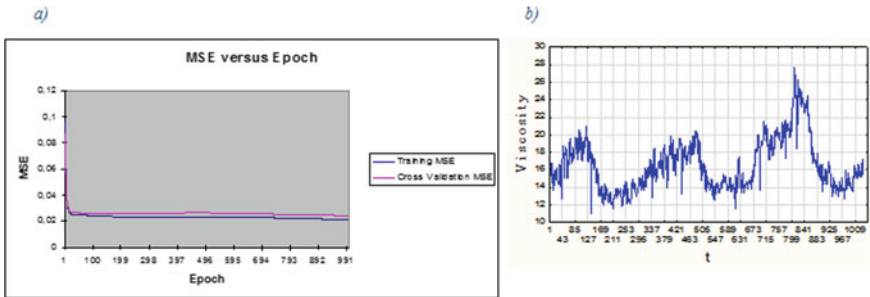 a)
b)
MSE versus Epoch
MSE
0,12
0,1
0,08
0,06
0,04
0,02
0
1 100 199 298 397 496 595 694 793 892 991
Epoch
Training MSE
Cross Validation MSE
Viscosity
30
28
26
24
22
20
18
16
14
12
10
1 85 169 253 337 421 505 589 673 757 841 925 1009
43 127 211 295 379 463 547 631 715 799 883 967
t